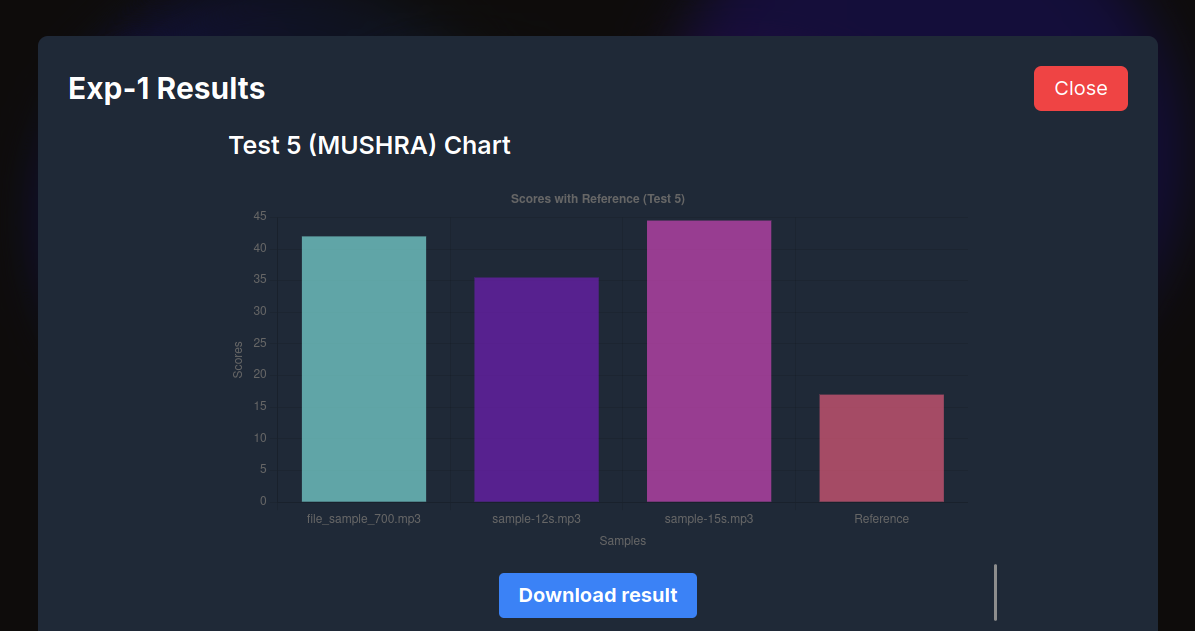 Exp-1 Results
Close
Test 5 (MUSHRA) Chart
Scores with Reference (Test 5)
45
40
35
30
25
20
15
10
5
0
Scores
file_sample_700.mp3 sample-12s.mp3 sample-15s.mp3 Reference
Samples
Download result